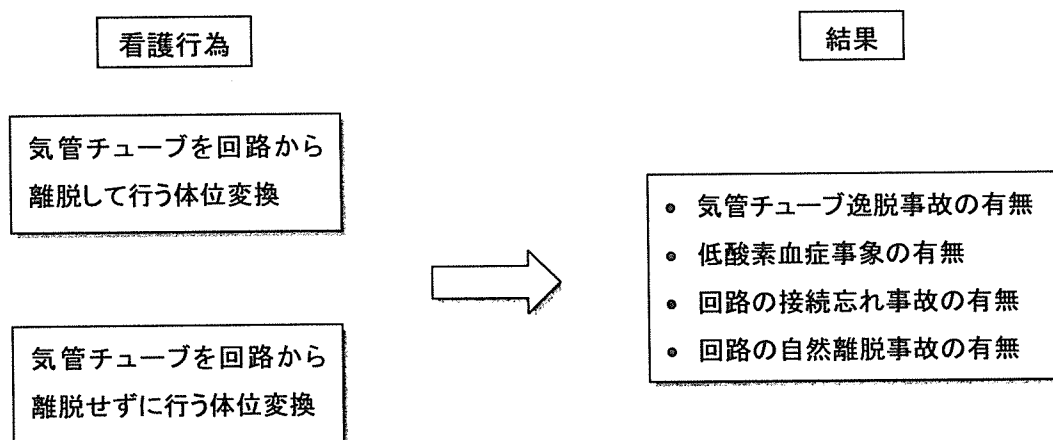 看護行為
結果
気管チューブを回路から
離脱して行う体位変換
気管チューブを回路から
離脱せずに行う体位変換
• 気管チューブ逸脱事故の有無
• 低酸素血症事象の有無
• 回路の接続忘れ事故の有無
• 回路の自然離脱事故の有無